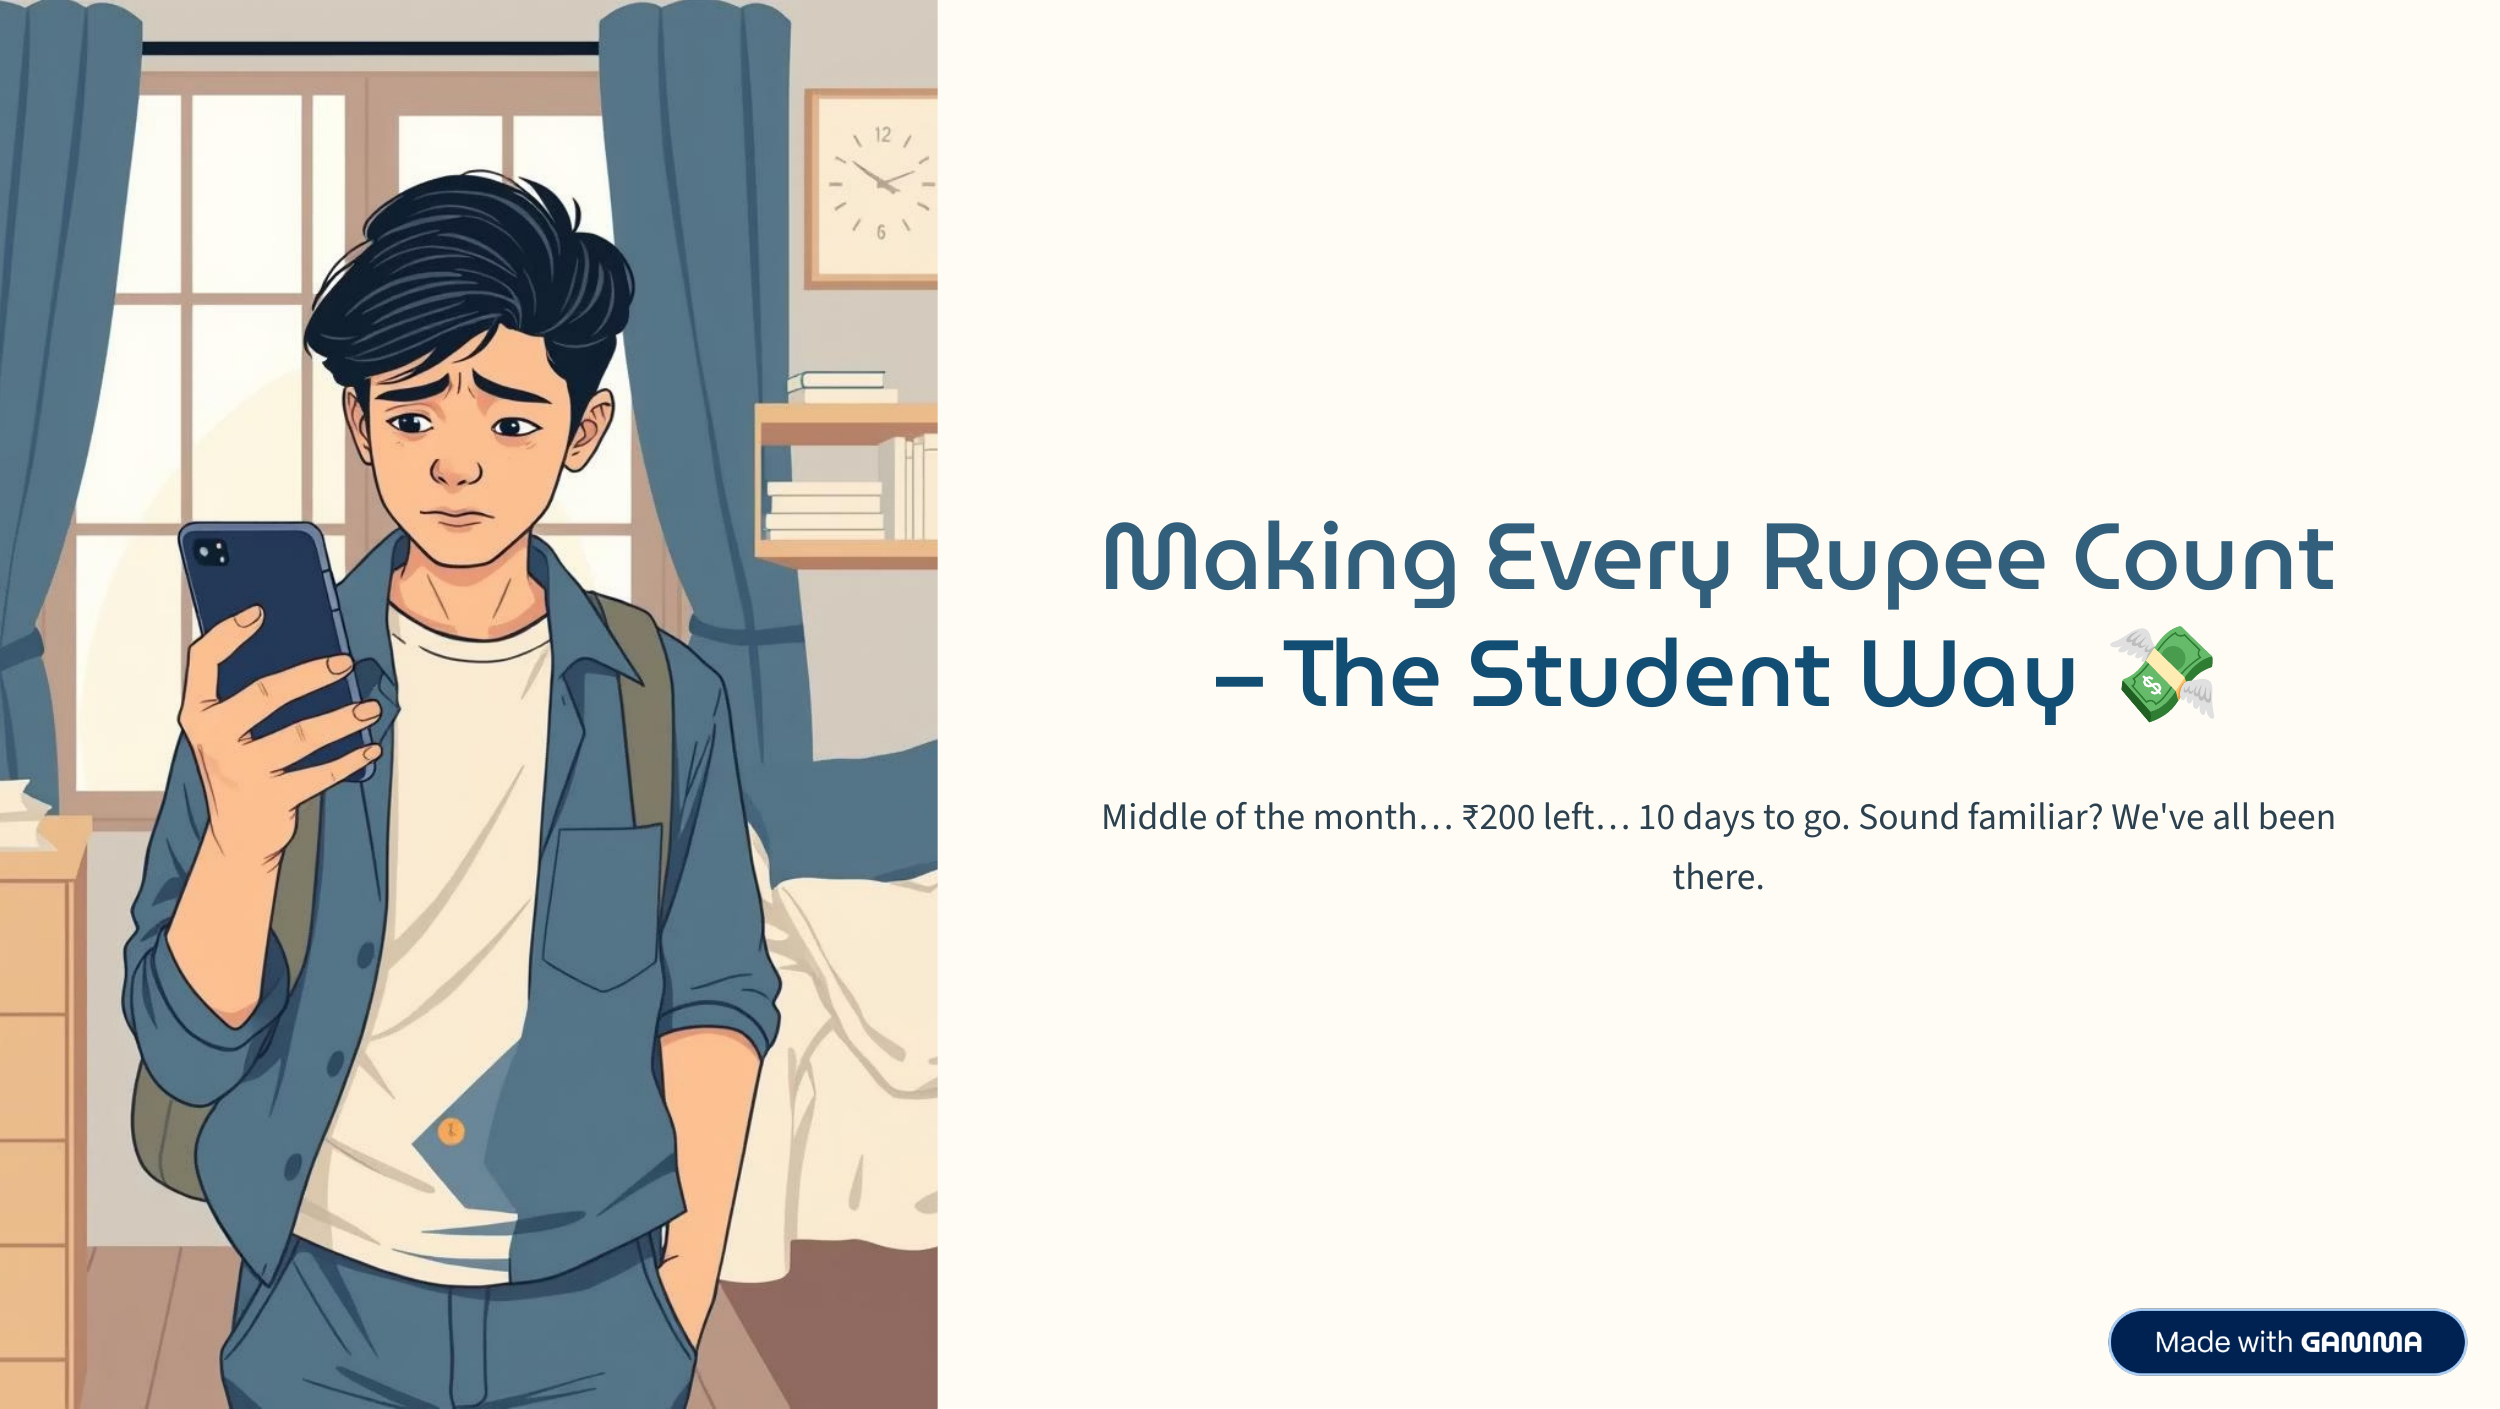 12
6
Making Every Rupee Count
– The Student Way 💸
Middle of the month… ₹200 left… 10 days to go. Sound familiar? We've all been
there.
Made with GAMMA